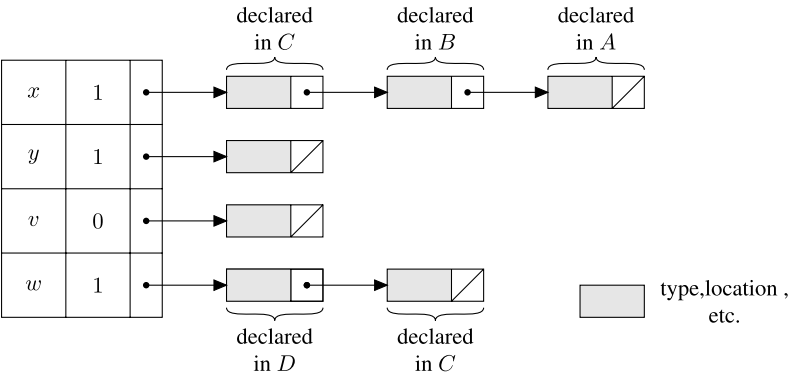 declared declared declared
in C in B in A
x 1
y 1
v 0
w 1
type,location ,
etc.
declared declared
in D in C